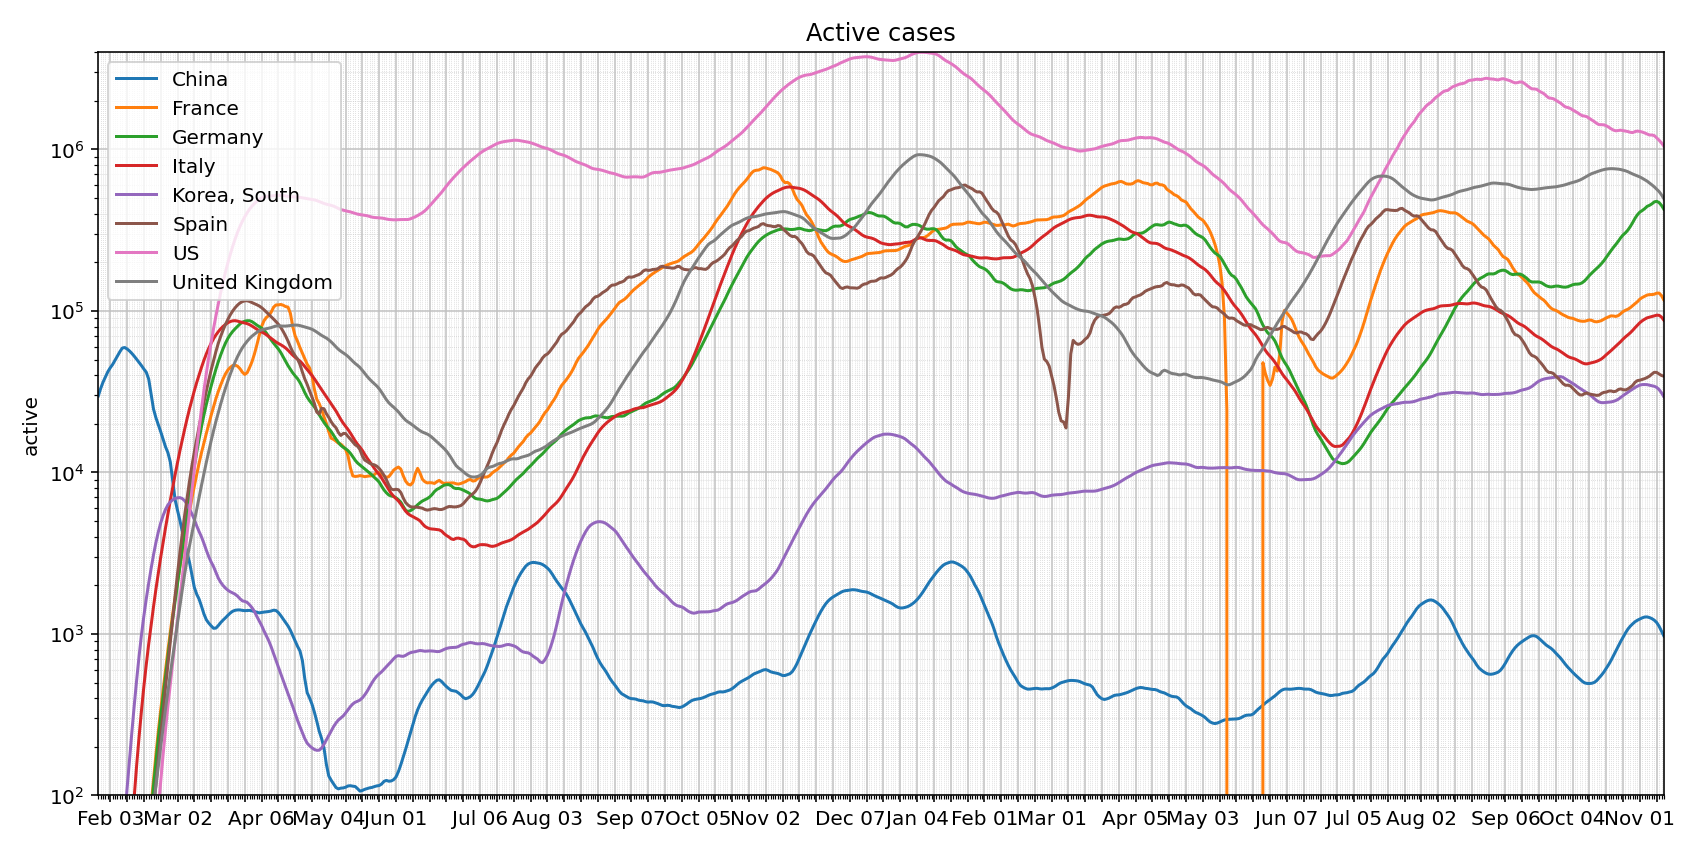 Active cases
China
France
Germany
Italy
Korea, South
Spain
US
United Kingdom
active
10^6
10^5
10^4
10^3
10^2
Feb 03 Mar 02 Apr 06 May 04 Jun 01 Jul 06 Aug 03 Sep 07 Oct 05 Nov 02 Dec 07 Jan 04 Feb 01 Mar 01 Apr 05 May 03 Jun 07 Jul 05 Aug 02 Sep 06 Oct 04 Nov 01